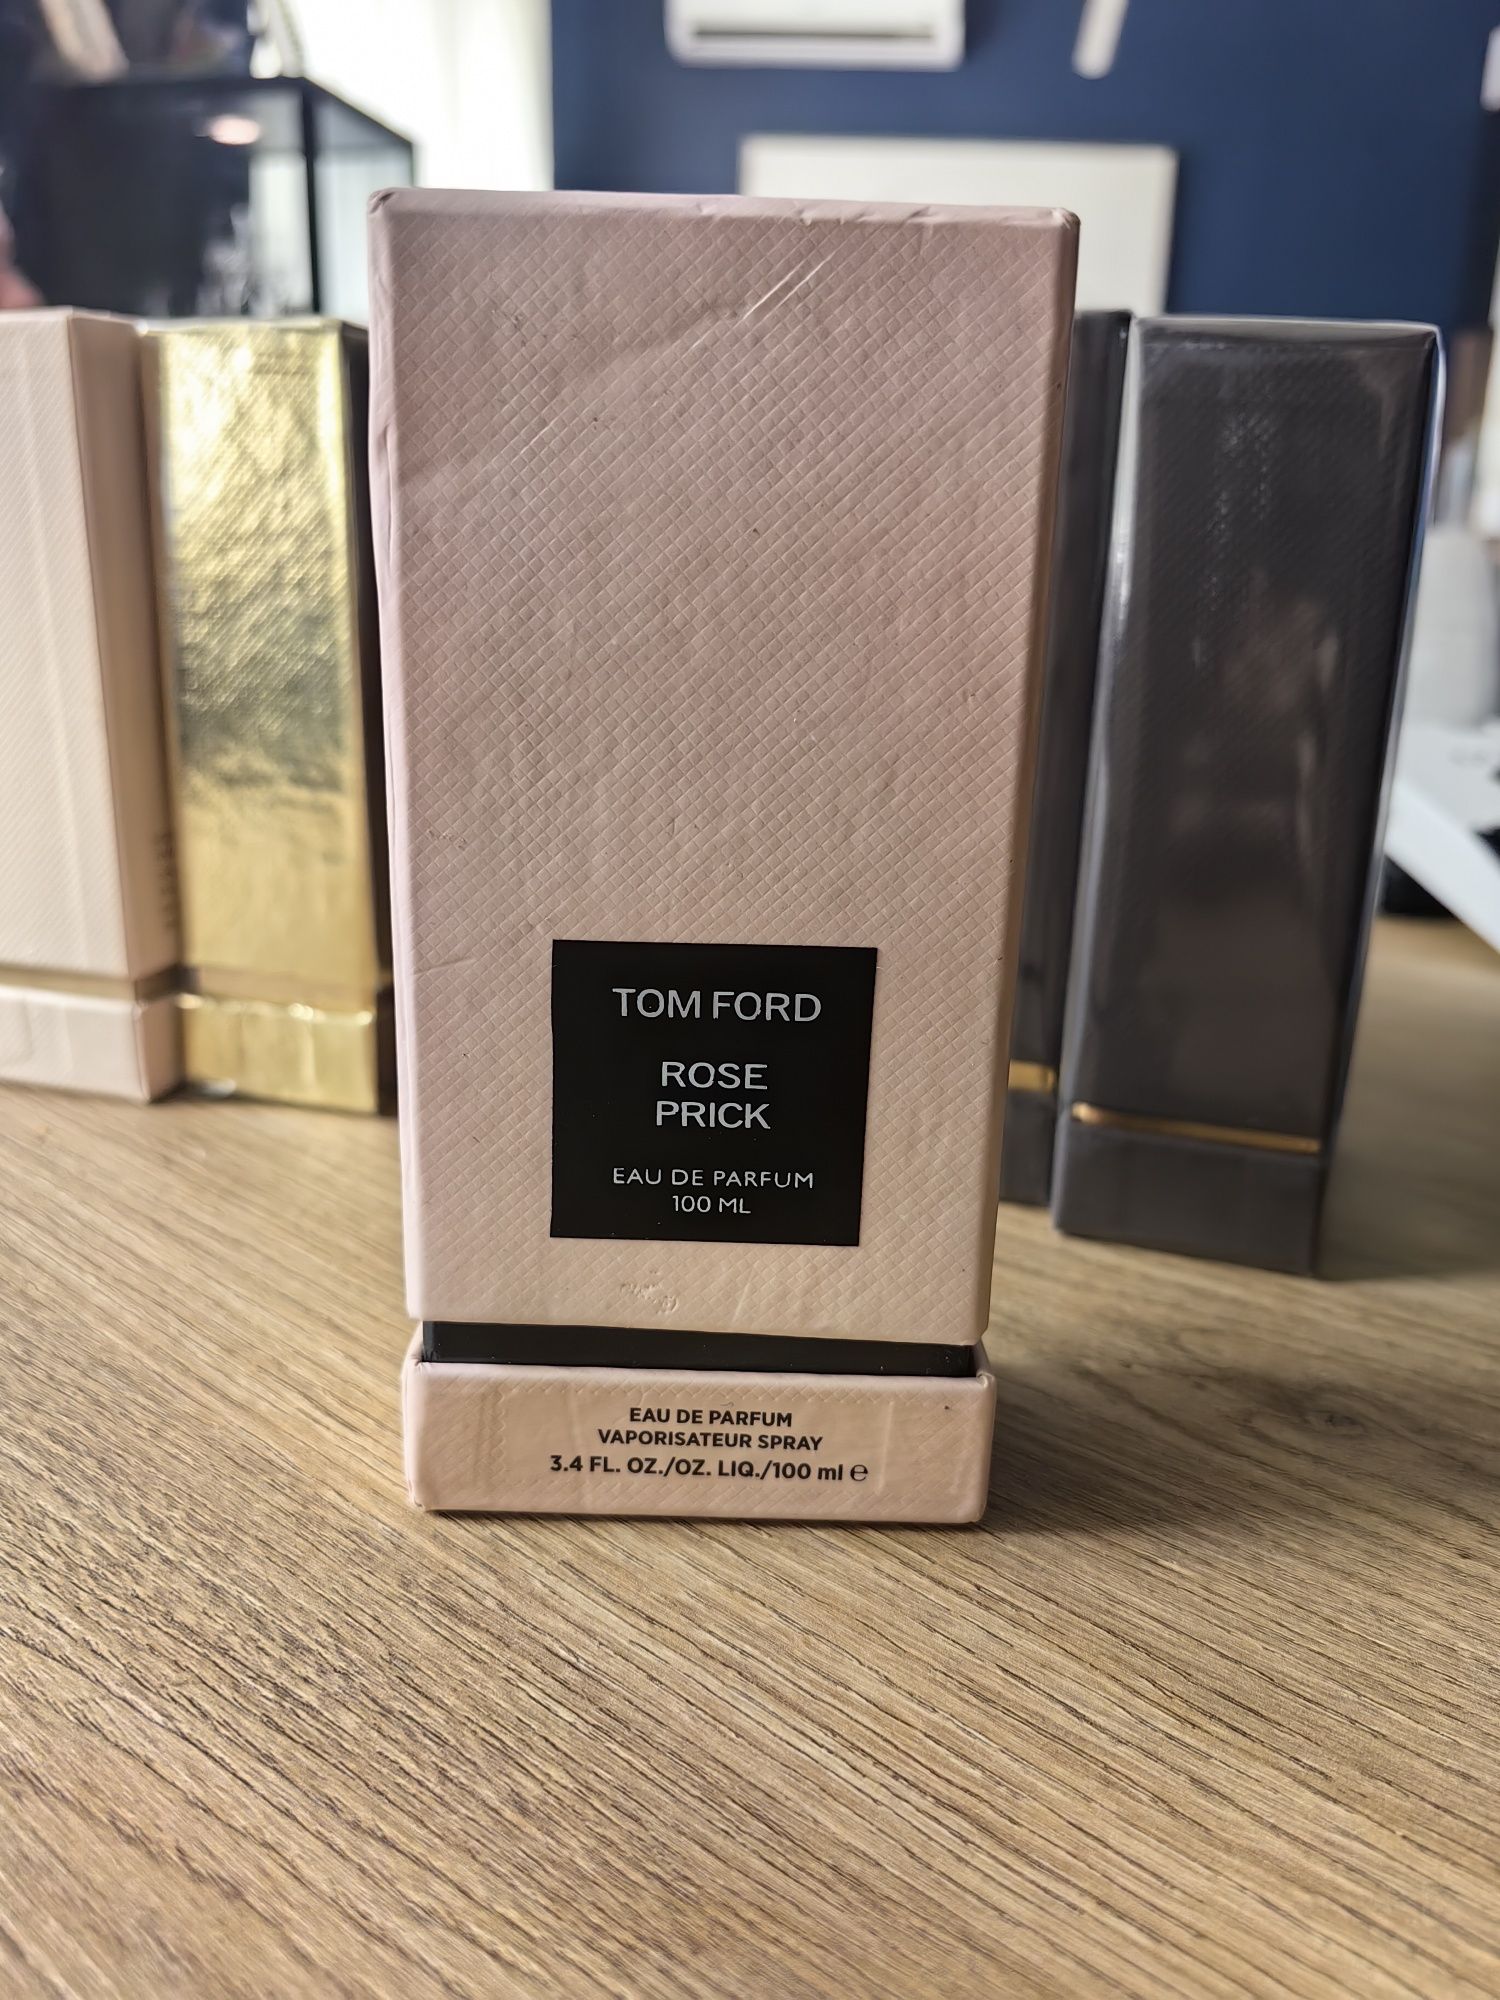 TOM FORD
ROSE
PRICK
EAU DE PARFUM
100 ML
EAU DE PARFUM
VAPORISATEUR SPRAY
3.4 FL. OZ./OZ. LIQ./100 ml ℮